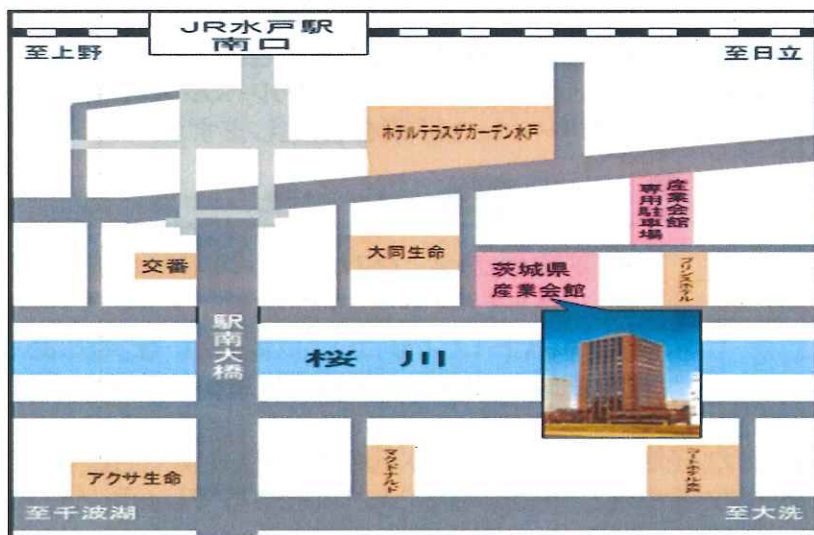 JR水戸駅
南口
至上野
至日立
ホテルテラスザガーデン水戸
産業会館
専用駐車場
交番
大同生命
茨城県
産業会館
プリンスホテル
駅南大橋
桜川
アクサ生命
マクドナルド
至千波湖
至大洗